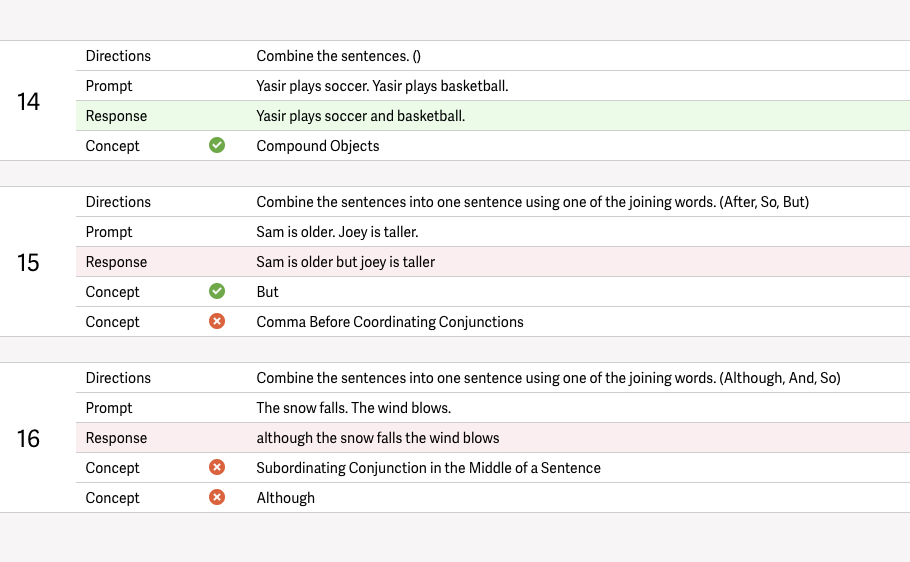 14
Directions Combine the sentences. ()
Prompt Yasir plays soccer. Yasir plays basketball.
Response Yasir plays soccer and basketball.
Concept Compound Objects
15
Directions Combine the sentences into one sentence using one of the joining words. (After, So, But)
Prompt Sam is older. Joey is taller.
Response Sam is older but joey is taller
Concept But
Concept Comma Before Coordinating Conjunctions
16
Directions Combine the sentences into one sentence using one of the joining words. (Although, And, So)
Prompt The snow falls. The wind blows.
Response although the snow falls the wind blows
Concept Subordinating Conjunction in the Middle of a Sentence
Concept Although